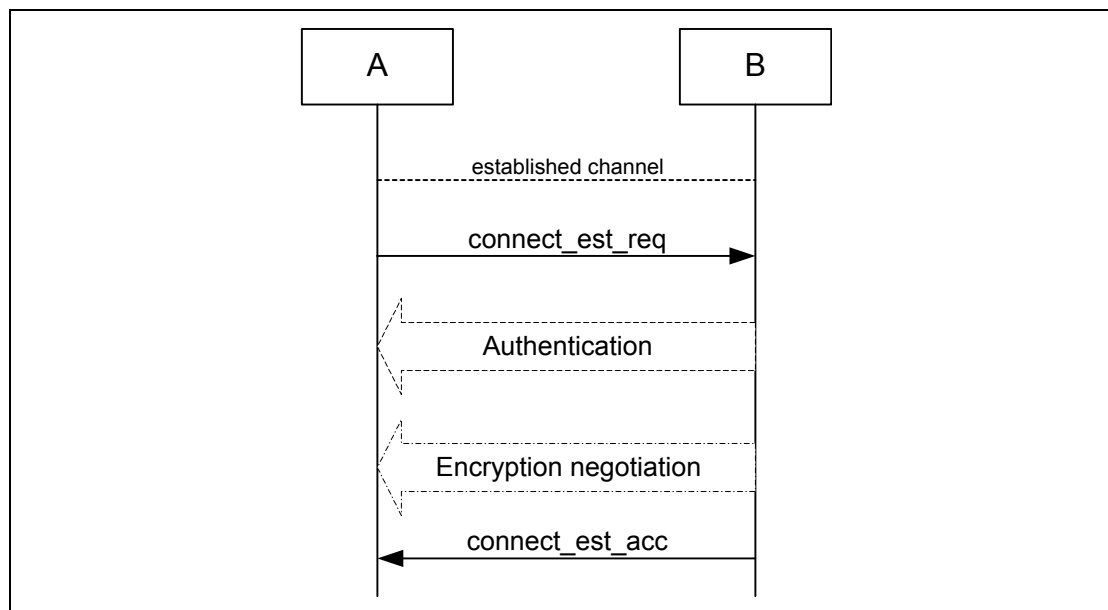 A
B
established channel
connect_est_req
Authentication
Encryption negotiation
connect_est_acc